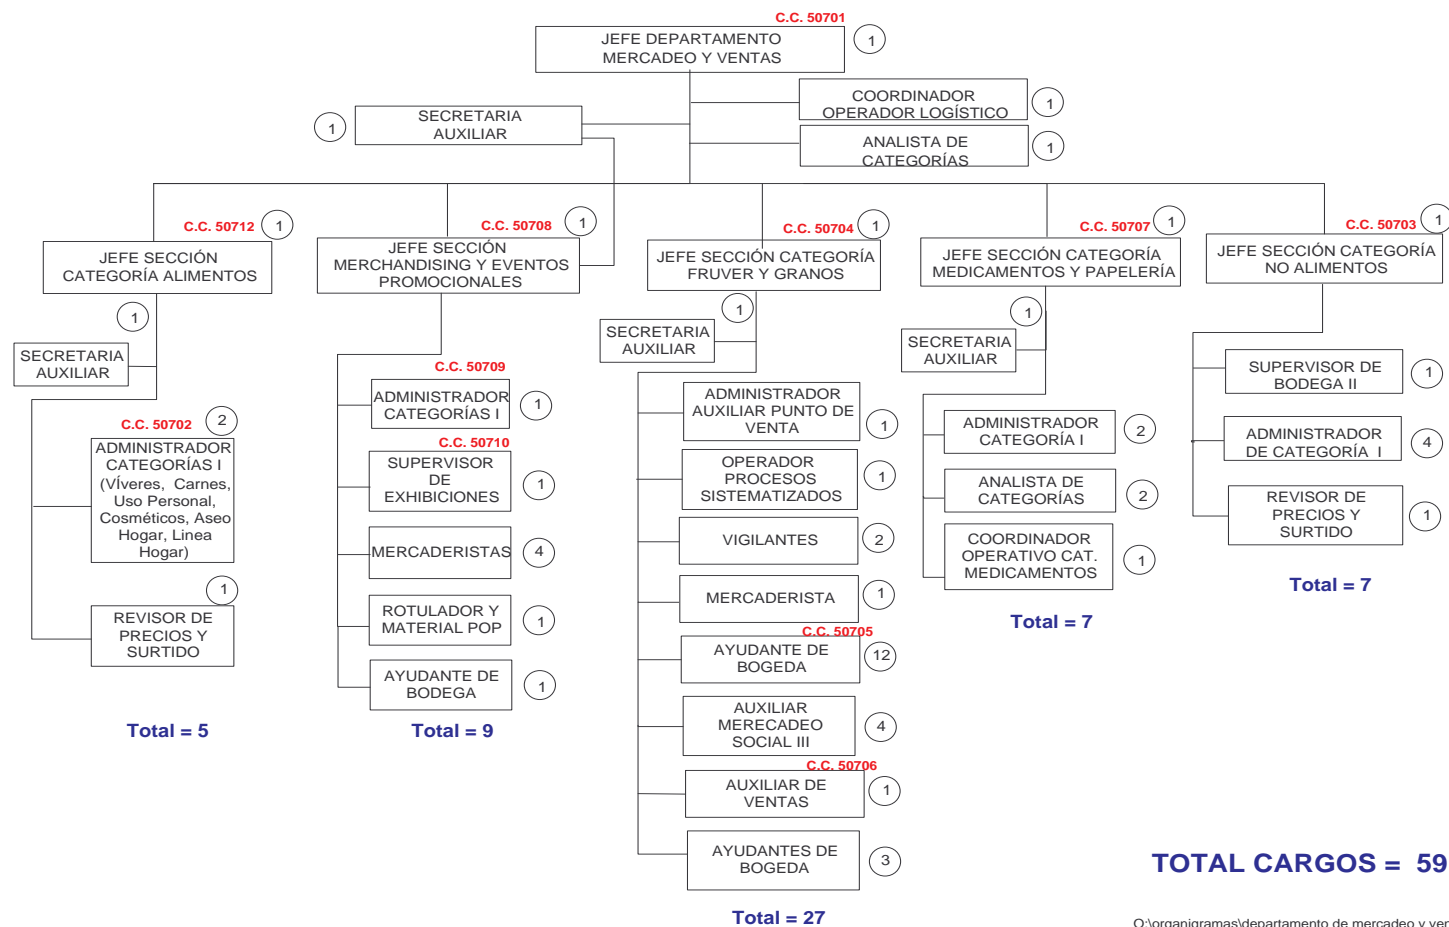 C.C. 50701
JEFE DEPARTAMENTO
MERCADEO Y VENTAS
1
COORDINADOR
OPERADOR LOGÍSTICO
1
SECRETARIA
AUXILIAR
1
ANALISTA DE
CATEGORÍAS
1
C.C. 50712
1
JEFE SECCIÓN
CATEGORÍA ALIMENTOS
1
SECRETARIA
AUXILIAR
C.C. 50702
2
ADMINISTRADOR
CATEGORÍAS I
(VÍveres, Carnes,
Uso Personal,
Cosméticos, Aseo
Hogar, Linea
Hogar)
1
REVISOR DE
PRECIOS Y
SURTIDO
Total = 5
C.C. 50708
1
JEFE SECCIÓN
MERCHANDISING Y EVENTOS
PROMOCIONALES
C.C. 50709
ADMINISTRADOR
CATEGORÍAS I
1
C.C. 50710
SUPERVISOR
DE
EXHIBICIONES
1
MERCADERISTAS
4
ROTULADOR Y
MATERIAL POP
1
AYUDANTE DE
BODEGA
1
Total = 9
C.C. 50704
1
JEFE SECCIÓN CATEGORÍA
FRUVER Y GRANOS
1
SECRETARIA
AUXILIAR
ADMINISTRADOR
AUXILIAR PUNTO DE
VENTA
1
OPERADOR
PROCESOS
SISTEMATIZADOS
1
VIGILANTES
2
MERCADERISTA
1
C.C. 50705
AYUDANTE DE
BOGEDA
12
AUXILIAR
MERECADEO
SOCIAL III
4
C.C. 50706
AUXILIAR DE
VENTAS
1
AYUDANTES DE
BOGEDA
3
Total = 27
C.C. 50707
1
JEFE SECCIÓN CATEGORÍA
MEDICAMENTOS Y PAPELERÍA
1
SECRETARIA
AUXILIAR
ADMINISTRADOR
CATEGORÍA I
2
ANALISTA DE
CATEGORÍAS
2
COORDINADOR
OPERATIVO CAT.
MEDICAMENTOS
1
Total = 7
C.C. 50703
1
JEFE SECCIÓN CATEGORÍA
NO ALIMENTOS
SUPERVISOR DE
BODEGA II
1
ADMINISTRADOR
DE CATEGORÍA I
4
REVISOR DE
PRECIOS Y
SURTIDO
1
Total = 7
TOTAL CARGOS = 59
O:\organigramas\departamento de mercadeo y ven